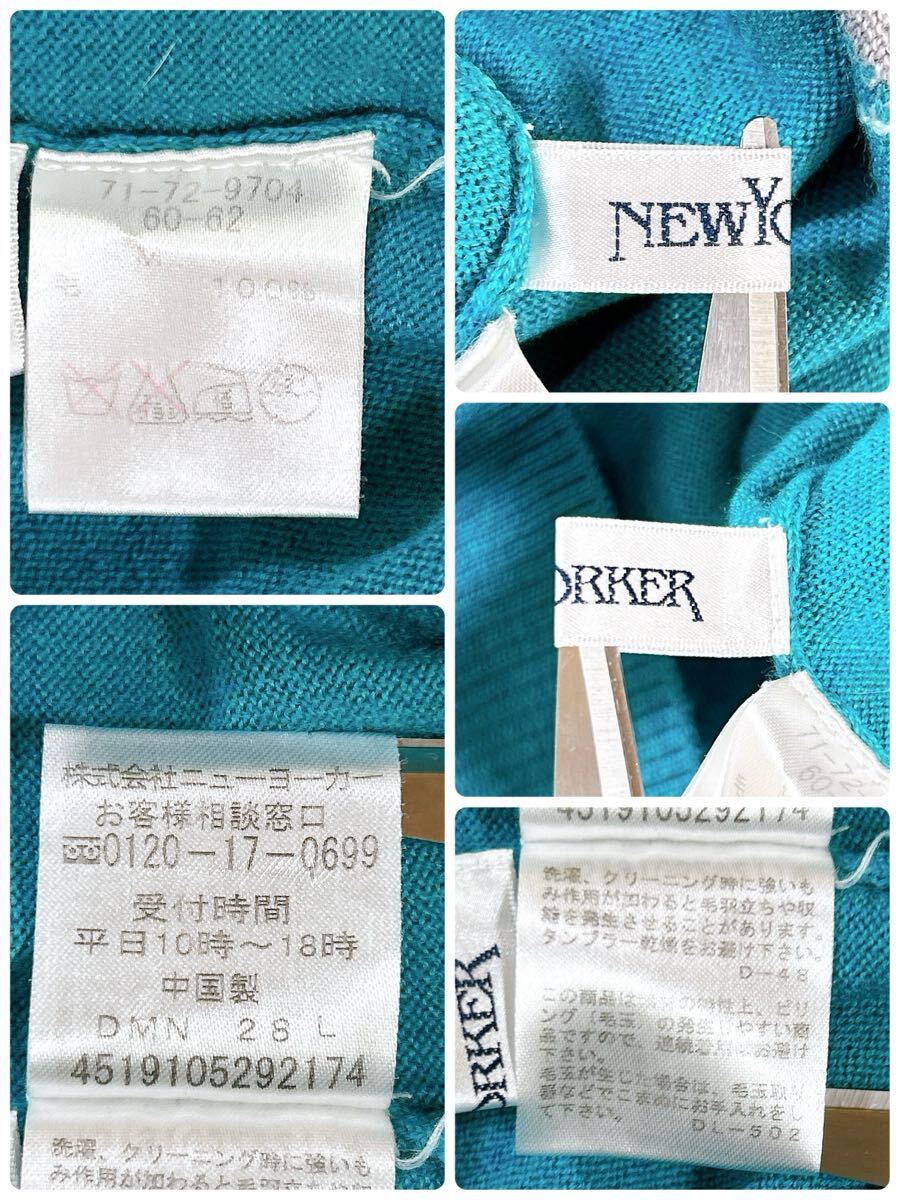 71-72-9704
60-62
M
毛 100%
NEWYO
ORKER
71-72-
60-
株式会社ニューヨーカー
お客様相談窓口
0120-17-0699
受付時間
平日10時～18時
中国製
DMN 28 L
4519105292174
洗濯、クリーニング時に強いも
み作用が加わると毛羽立ちや収
4519105292174
洗濯、クリーニング時に強いも
み作用が加わると毛羽立ちや収
縮を発生させることがあります。
タンブラー乾燥をお避け下さい。
D-48
この商品は素材の特性上、ピリ
ング（毛玉）の発生しやすい商
品ですので、連続着用はお避け
下さい。
毛玉が生じた場合は、毛玉取り
器などでこまめにお手入れをし
て下さい。
DL-502
ORKER